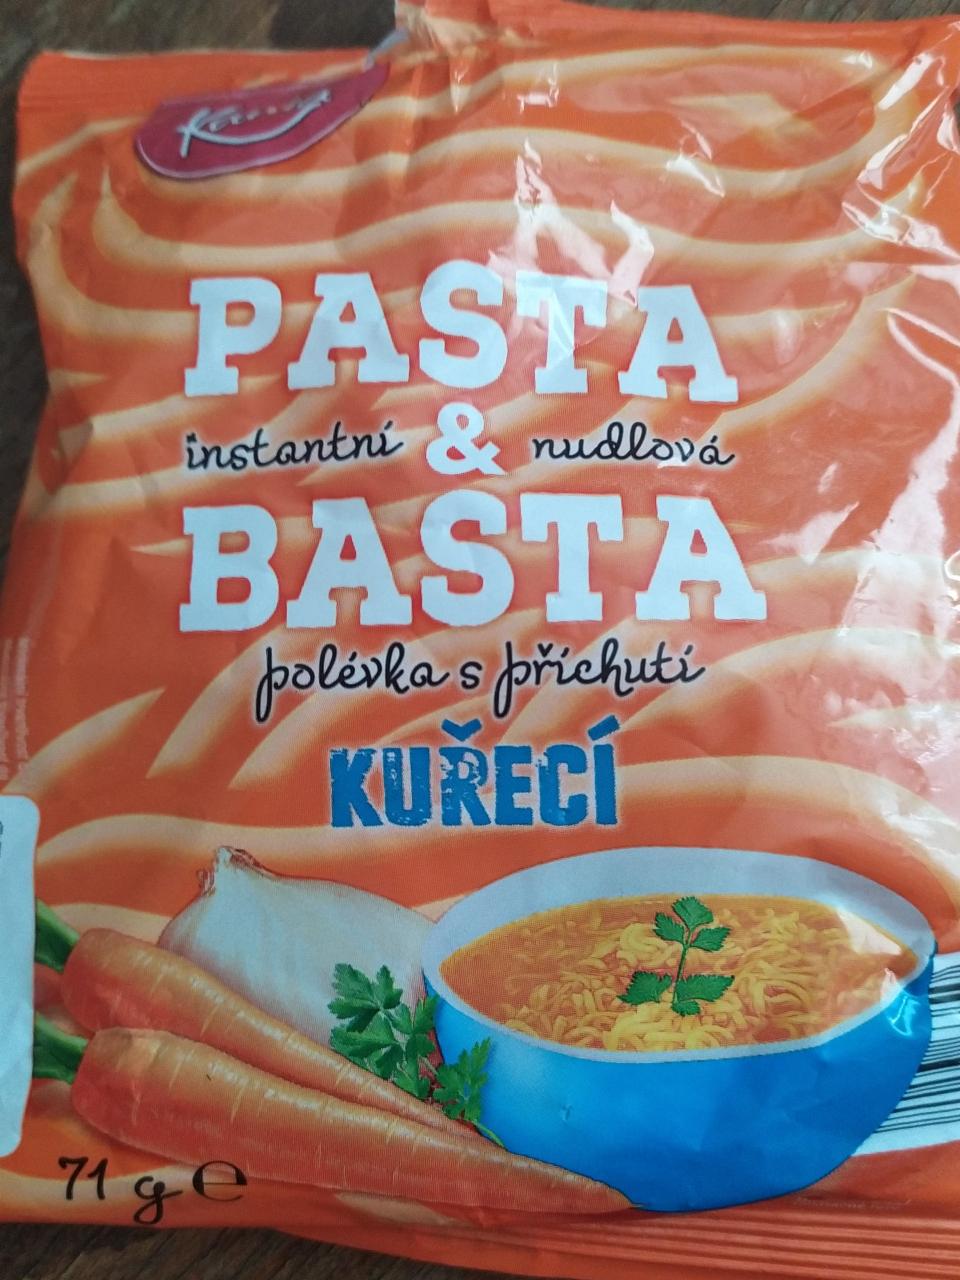 PASTA
instantní & nudlová
BASTA
polévka s příchutí
KUŘECÍ
71 g ℮